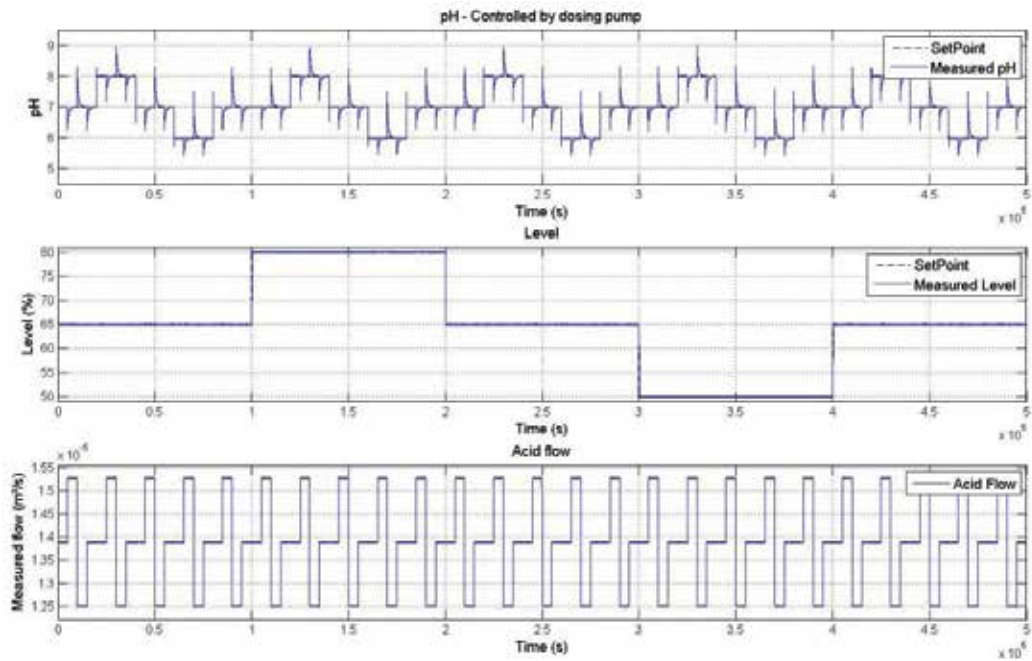 pH - Controlled by dosing pump
SetPoint
Measured pH
pH
9
8
7
6
5
0 0.5 1 1.5 2 2.5 3 3.5 4 4.5 5
Time (s)
Level
SetPoint
Measured Level
Level (%)
80
75
70
65
60
55
50
0 0.5 1 1.5 2 2.5 3 3.5 4 4.5 5
Time (s)
Acid flow
Acid Flow
Measured flow (m³/s)
1.55
1.5
1.45
1.4
1.35
1.3
1.25
0 0.5 1 1.5 2 2.5 3 3.5 4 4.5 5
Time (s)